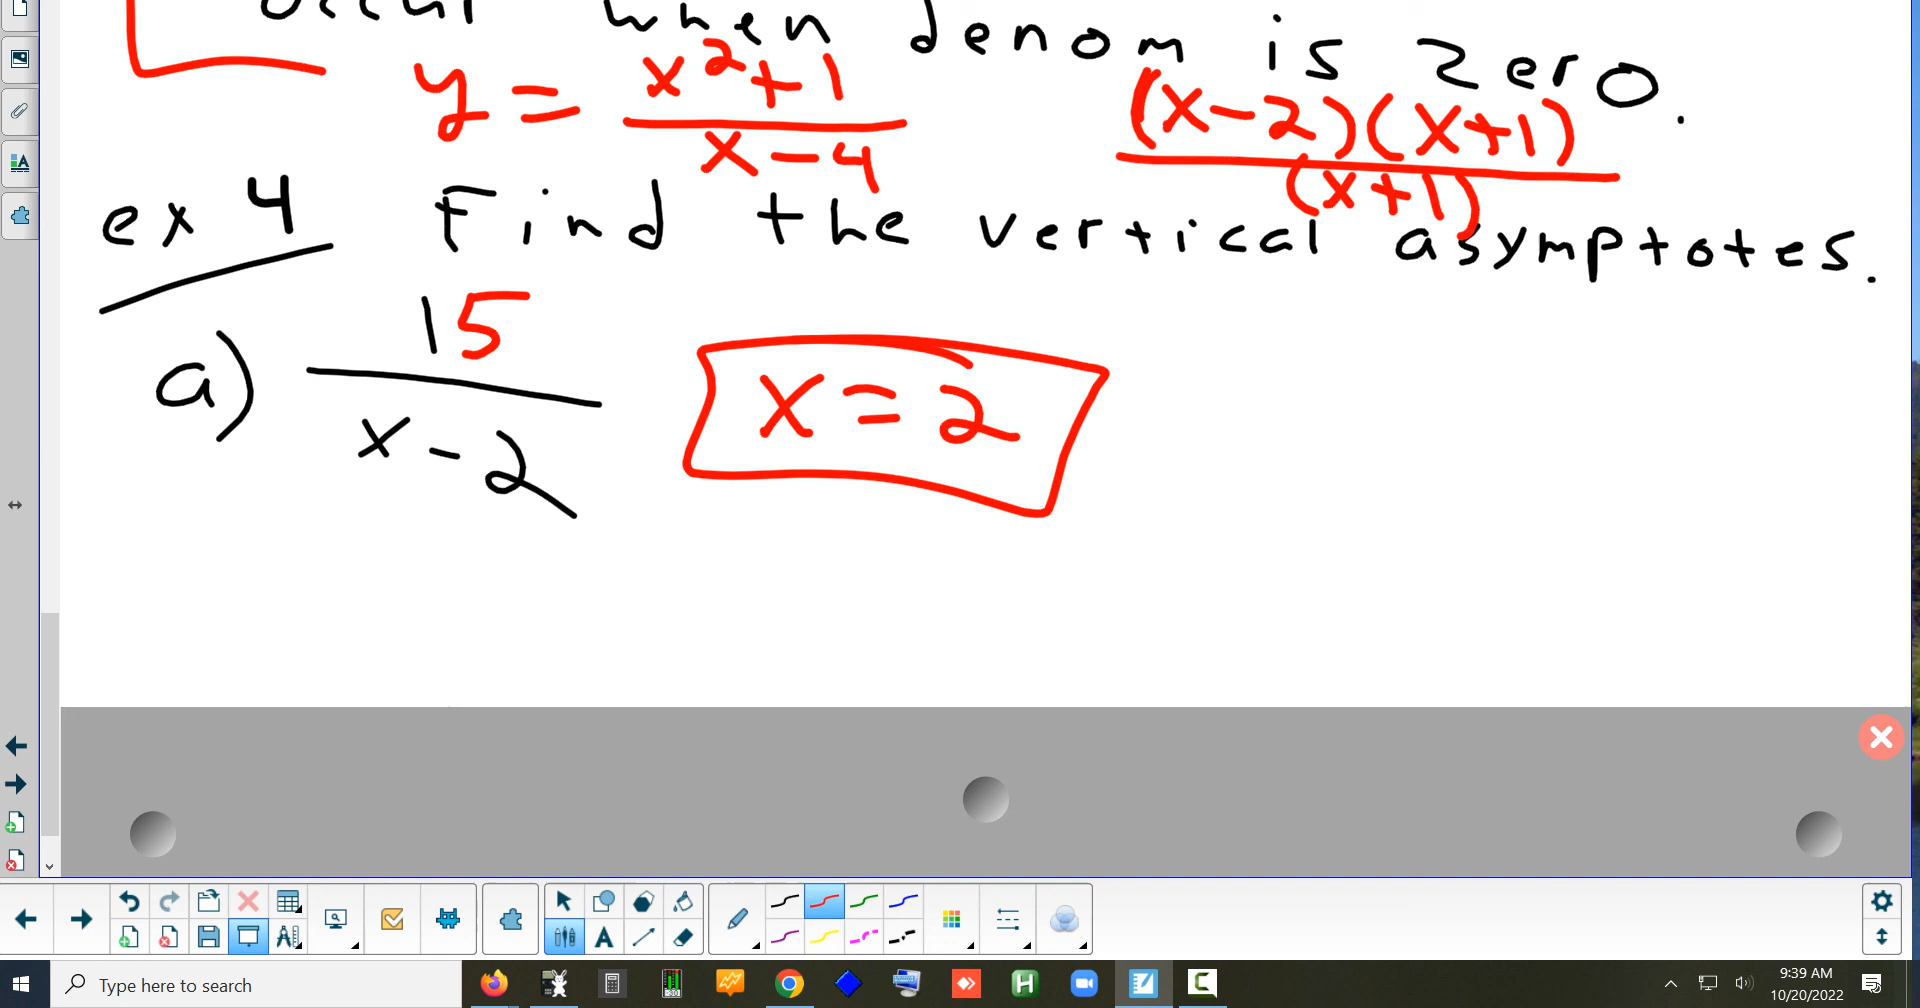 occur when denom is zero.
y = x²+1 / x-4
(x-2)(x+1) / (x+1)
ex 4 Find the vertical asymptotes.
a) 15 / x-2
x = 2
Type here to search
9:39 AM
10/20/2022